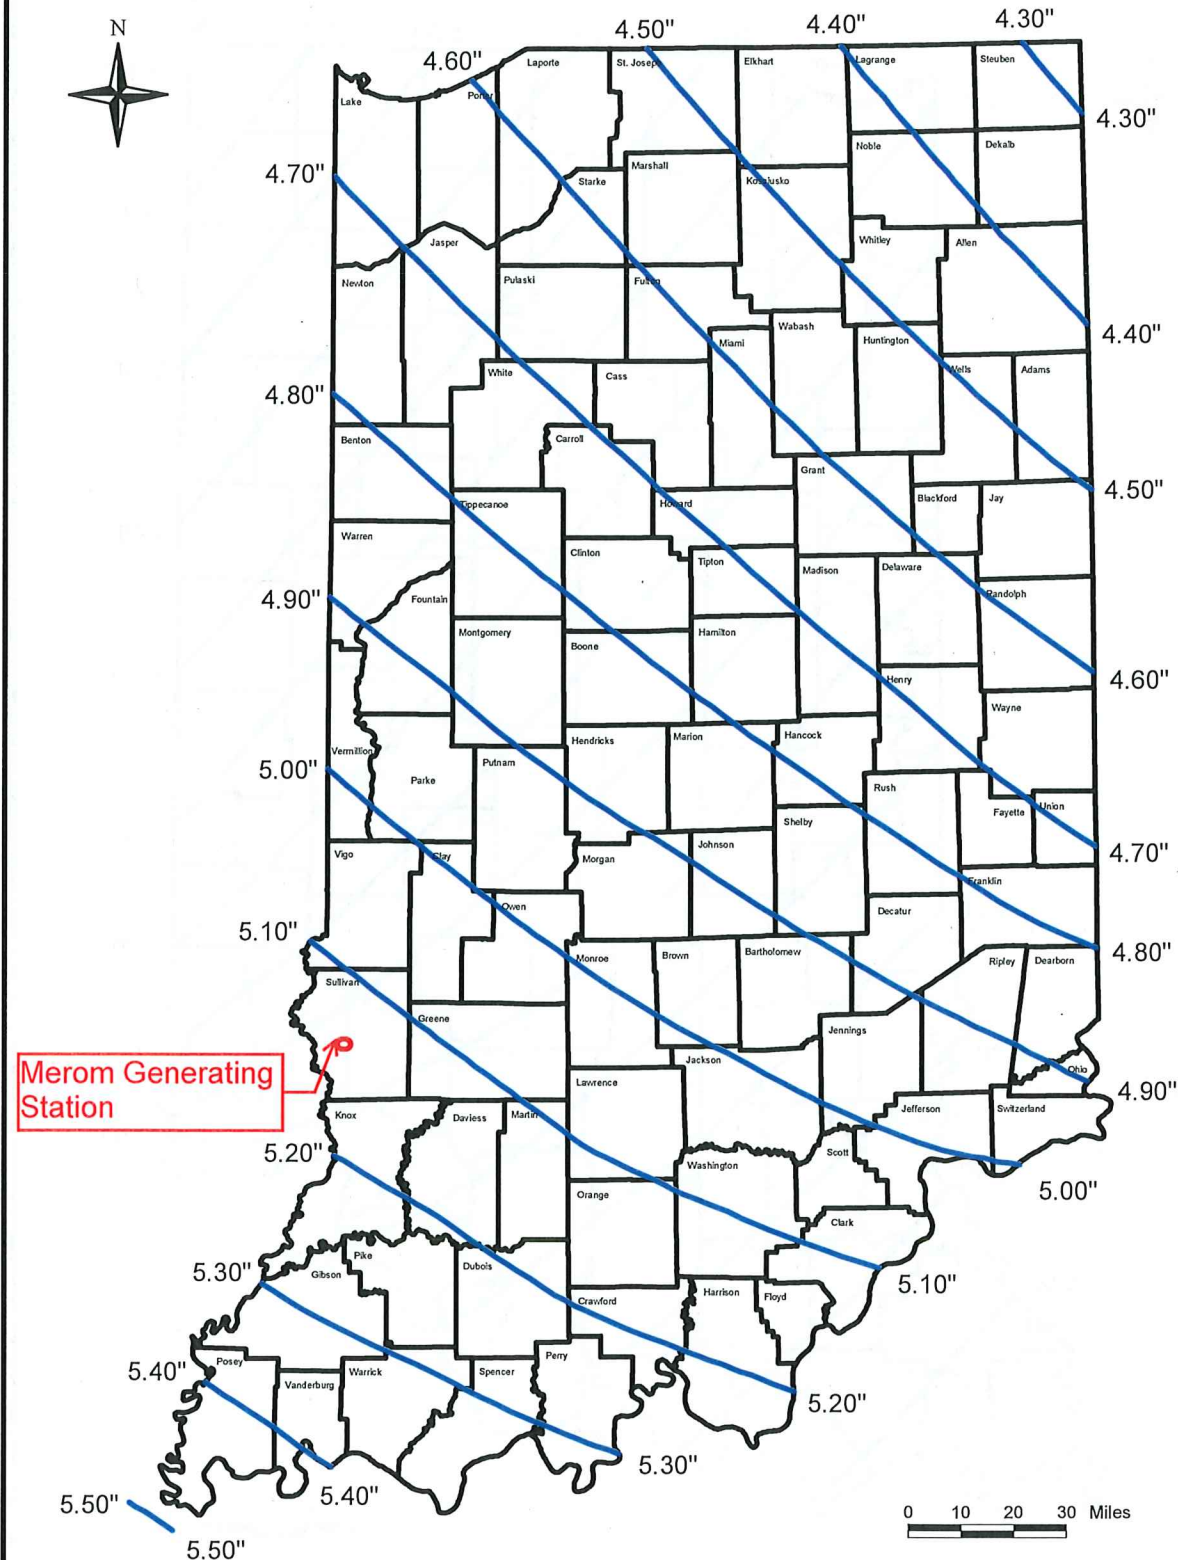 N
4.60"
4.50"
4.40"
4.30"
Laporte
St. Joseph
Elkhart
Lagrange
Steuben
Lake
Porter
4.30"
Noble
Dekalb
Marshall
4.70"
Starke
Kosciusko
Jasper
Whitley
Allen
Newton
Pulaski
Fulton
Wabash
4.40"
Miami
Huntington
White
Cass
Wells
Adams
4.80"
Benton
Carroll
Grant
4.50"
Tippecanoe
Howard
Blackford
Jay
Warren
Clinton
Tipton
Madison
Delaware
4.90"
Fountain
Randolph
Montgomery
Boone
Hamilton
4.60"
Henry
Wayne
Hendricks
Marion
Hancock
Vermillion
5.00"
Parke
Putnam
Rush
Fayette
Union
Shelby
Vigo
Clay
Morgan
Johnson
4.70"
Franklin
Owen
Decatur
5.10"
4.80"
Monroe
Brown
Bartholomew
Ripley
Dearborn
Sullivan
Greene
Jennings
Jackson
Merom Generating
Station
Ohio
Lawrence
4.90"
Knox
Daviess
Martin
Jefferson
Switzerland
5.20"
Washington
Scott
5.00"
Orange
Clark
5.30"
Pike
Gibson
Dubois
5.10"
Crawford
Harrison
Floyd
5.40"
Posey
Vanderburg
Warrick
Spencer
Perry
5.20"
5.30"
5.40"
5.50"
5.50"
0 10 20 30 Miles